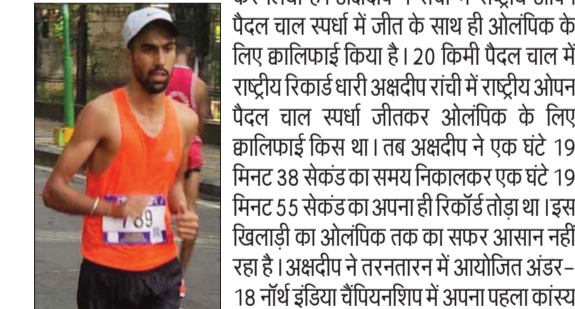 पैदल चाल स्पर्धा में जीत के साथ ही ओलंपिक के
लिए क्वालिफाई किया है। 20 किमी पैदल चाल में
राष्ट्रीय रिकार्ड धारी अक्षदीप रांची में राष्ट्रीय ओपन
पैदल चाल स्पर्धा जीतकर ओलंपिक के लिए
क्वालिफाई किस था। तब अक्षदीप ने एक घंटे 19
मिनट 38 सेकंड का समय निकालकर एक घंटे 19
मिनट 55 सेकंड का अपना ही रिकॉर्ड तोड़ा था।इस
खिलाड़ी का ओलंपिक तक का सफर आसान नहीं
रहा है। अक्षदीप ने तरनतारन में आयोजित अंडर-
18 नॉर्थ इंडिया चैंपियनशिप में अपना पहला कांस्य